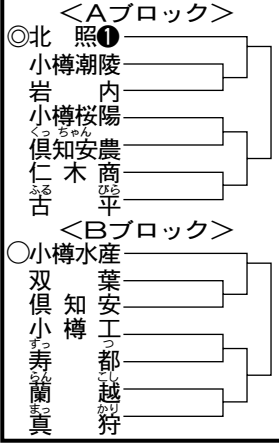 ＜Aブロック＞
◎北照❶
小樽潮陵
岩内
小樽桜陽
倶知安農
くっちゃん
仁木商
古平
ふるびら
＜Bブロック＞
○小樽水産
双葉
倶知安
小樽工
寿都
すっつ
蘭越
らんこし
真狩
まっかり